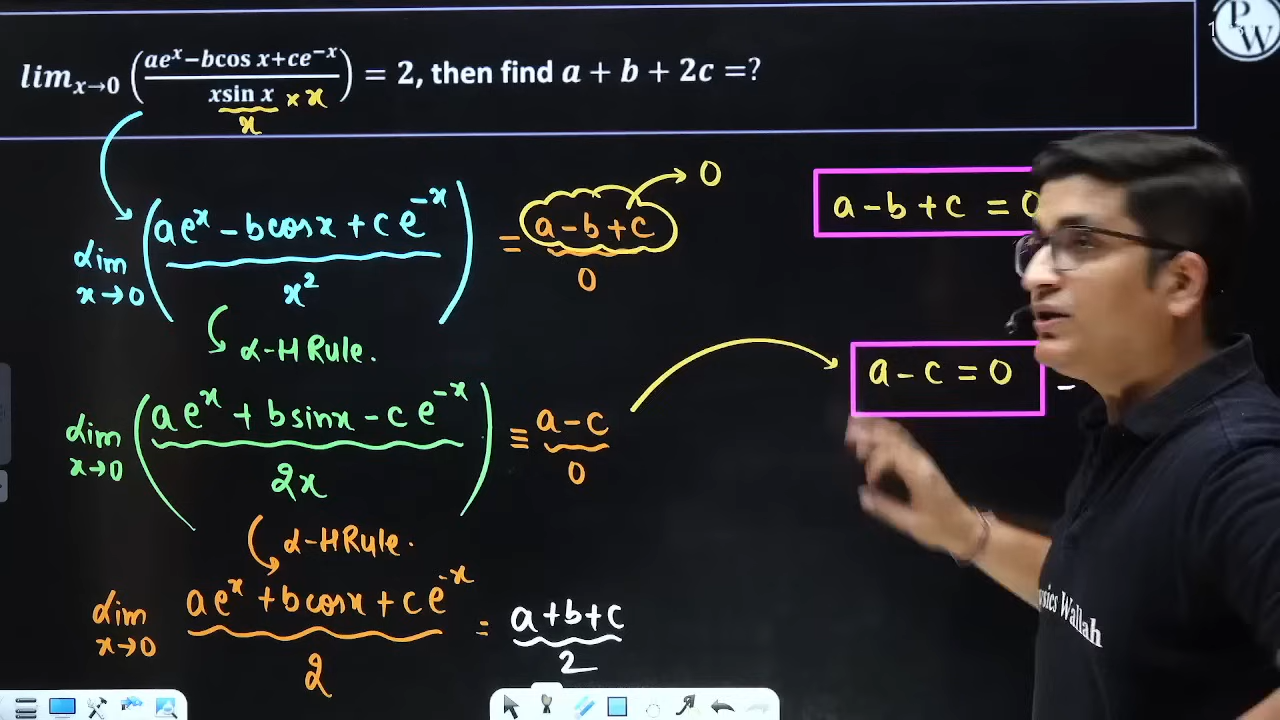 lim_{x→0} (ae^x−bcos x+ce^{−x} / xsin x) = 2, then find a + b + 2c =?
x × x
P W
lim_{x→0} (ae^x − bcosx + ce^{−x} / x²) = a−b+c / 0 → 0
a−b+c = 0
L-H Rule.
lim_{x→0} (ae^x + bsinx − ce^{−x} / 2x) ≡ a−c / 0
a−c = 0
L-H Rule.
lim_{x→0} ae^x + bcosx + ce^{−x} / 2 = a+b+c / 2
Wallah